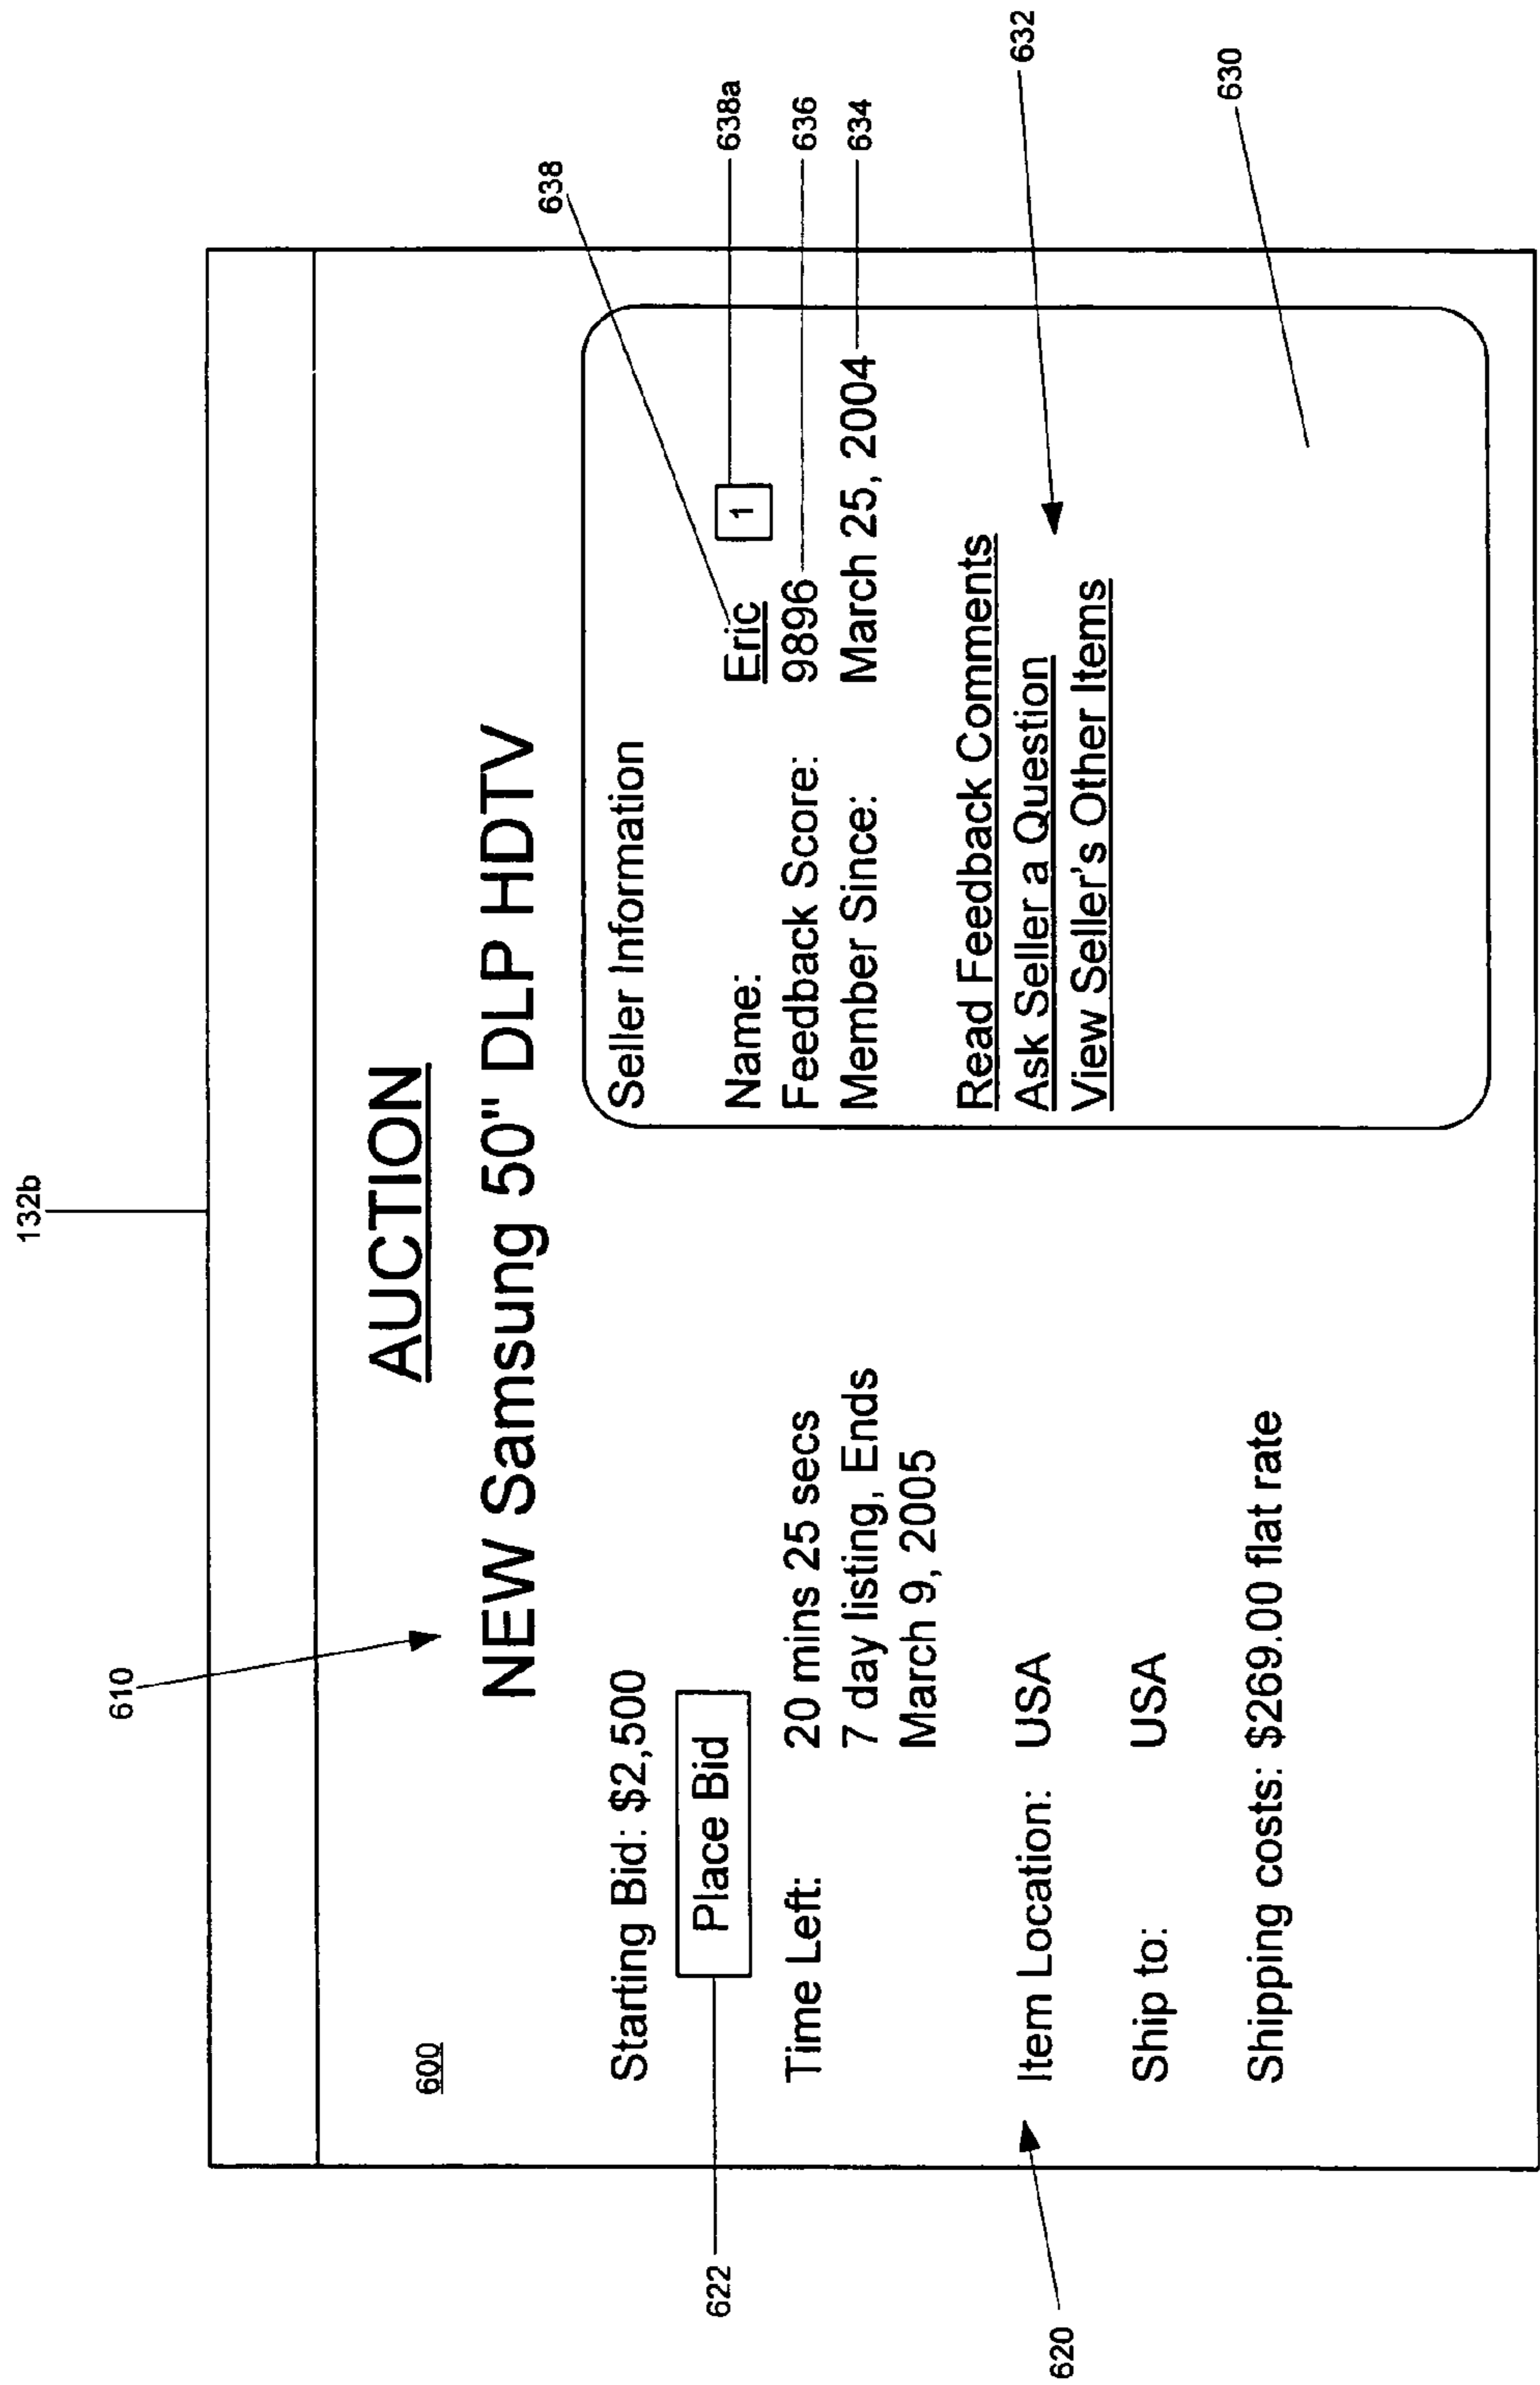 132b
610
600
AUCTION
NEW Samsung 50" DLP HDTV
Starting Bid: $2,500
Place Bid
622
Time Left: 20 mins 25 secs
7 day listing, Ends
March 9, 2005
Item Location: USA
620
Ship to: USA
Shipping costs: $269.00 flat rate
638
Seller Information
Name: Eric 1
638a
Feedback Score: 9896
636
Member Since: March 25, 2004
634
Read Feedback Comments
Ask Seller a Question
632
View Seller's Other Items
630